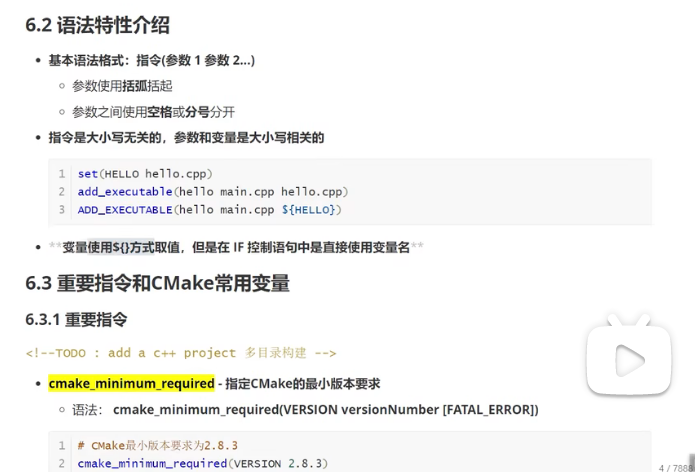 6.2 语法特性介绍
• 基本语法格式：指令(参数 1 参数 2...)
◦ 参数使用括弧括起
◦ 参数之间使用空格或分号分开
• 指令是大小写无关的，参数和变量是大小写相关的
1 set(HELLO hello.cpp)
2 add_executable(hello main.cpp hello.cpp)
3 ADD_EXECUTABLE(hello main.cpp ${HELLO})
• **变量使用${}方式取值，但是在 IF 控制语句中是直接使用变量名**
6.3 重要指令和CMake常用变量
6.3.1 重要指令
<!--TODO : add a c++ project 多目录构建 -->
• cmake_minimum_required - 指定CMake的最小版本要求
◦ 语法： cmake_minimum_required(VERSION versionNumber [FATAL_ERROR])
1 # CMake最小版本要求为2.8.3
2 cmake_minimum_required(VERSION 2.8.3)